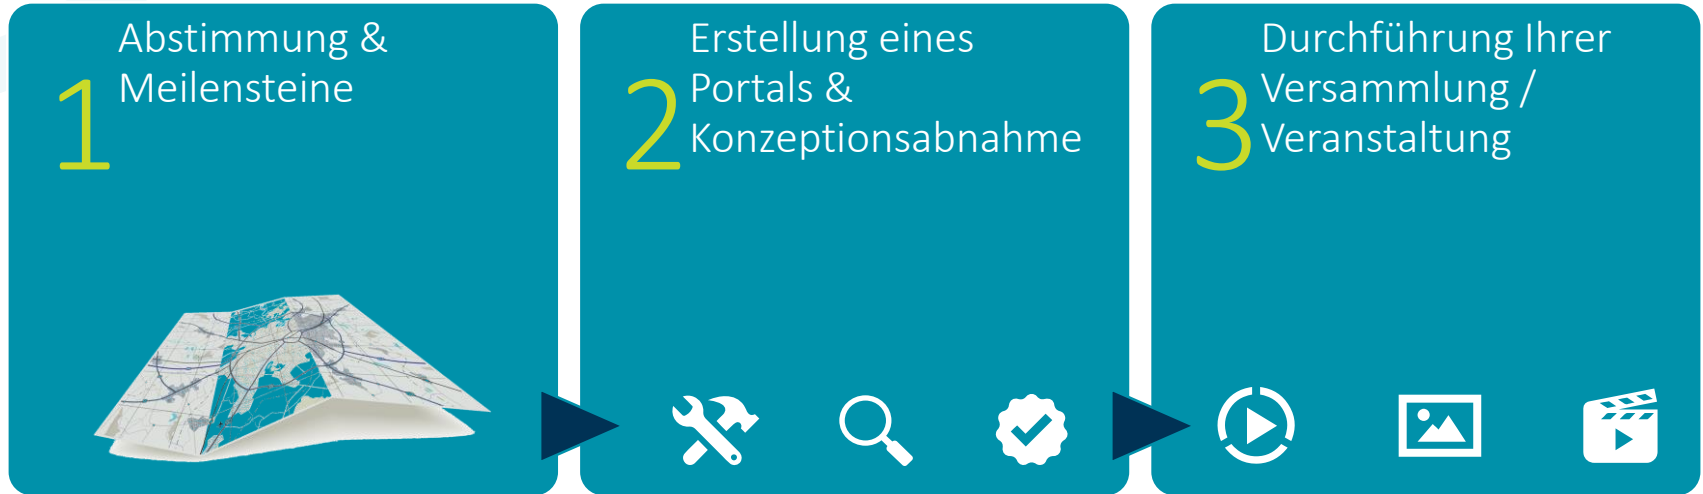 1
Abstimmung &
Meilensteine
2
Erstellung eines
Portals &
Konzeptionsabnahme
3
Durchführung Ihrer
Versammlung /
Veranstaltung